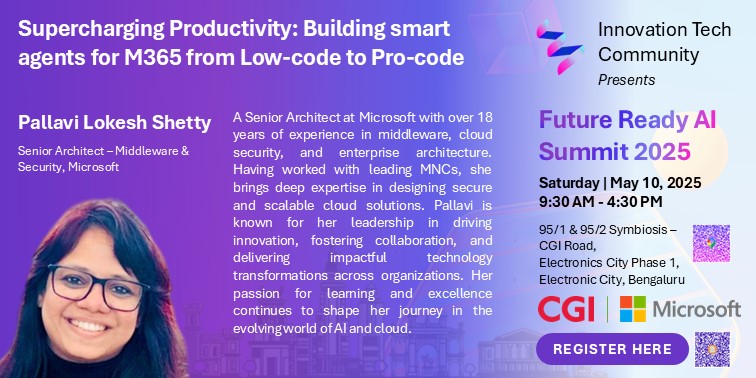 Supercharging Productivity: Building smart
agents for M365 from Low-code to Pro-code
Pallavi Lokesh Shetty
Senior Architect – Middleware &
Security, Microsoft
A Senior Architect at Microsoft with over 18
years of experience in middleware, cloud
security, and enterprise architecture.
Having worked with leading MNCs, she
brings deep expertise in designing secure
and scalable cloud solutions. Pallavi is
known for her leadership in driving
innovation, fostering collaboration, and
delivering impactful technology
transformations across organizations. Her
passion for learning and excellence
continues to shape her journey in the
evolving world of AI and cloud.
Innovation Tech
Community
Presents
Future Ready AI
Summit 2025
Saturday | May 10, 2025
9:30 AM - 4:30 PM
95/1 & 95/2 Symbiosis –
CGI Road,
Electronics City Phase 1,
Electronic City, Bengaluru
CGI | Microsoft
REGISTER HERE